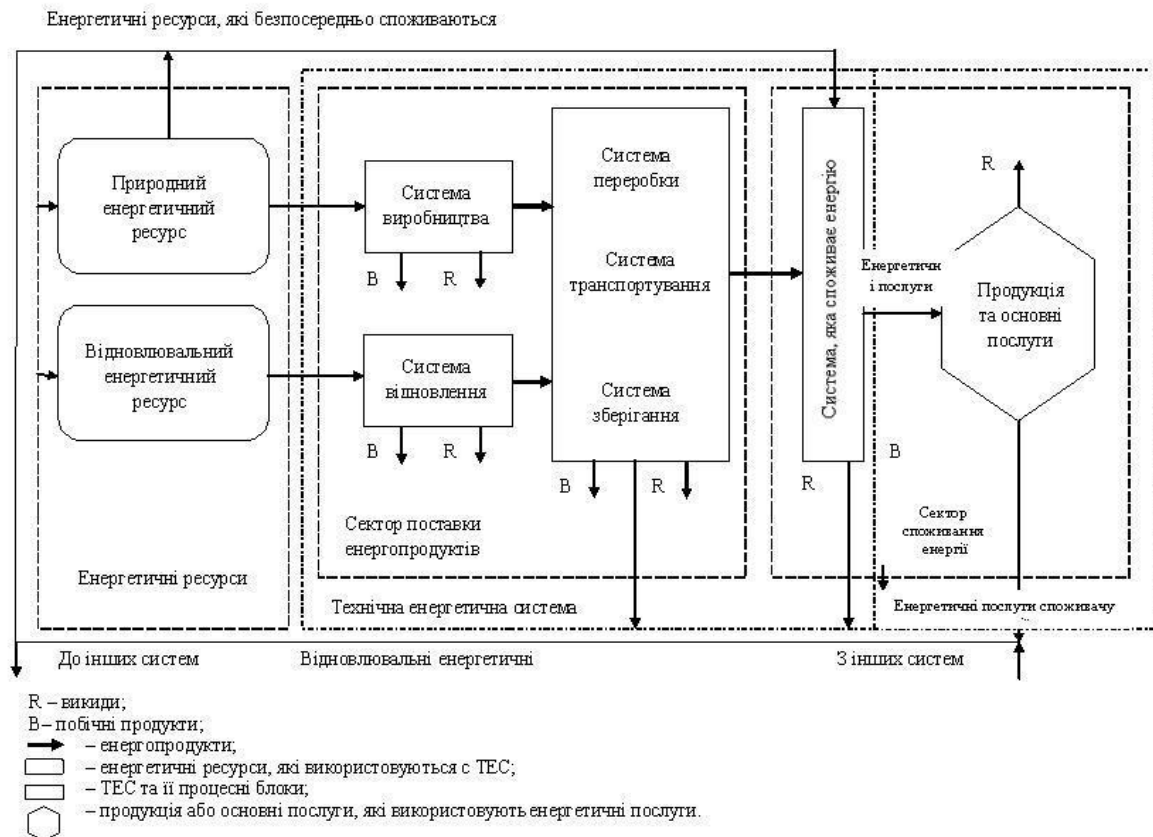 Енергетичні ресурси, які безпосередньо споживаються
Природний
енергетичний
ресурс
Відновлювальний
енергетичний
ресурс
Енергетичні ресурси
Система
виробництва
B
R
Система
відновлення
B
R
Система
переробки
Система
транспортування
Система
зберігання
B
R
Сектор поставки
енергопродуктів
Технічна енергетична система
Система, яка споживає енергію
R
B
Енергетичн
і послуги
R
Продукція
та основні
послуги
Сектор
споживання
енергії
Енергетичні послуги споживачу
До інших систем
Відновлювальні енергетичні
З інших систем
R – викиди;
B – побічні продукти;
– енергопродукти;
– енергетичні ресурси, які використовуються с ТЕС;
– ТЕС та її процесні блоки;
– продукція або основні послуги, які використовують енергетичні послуги.